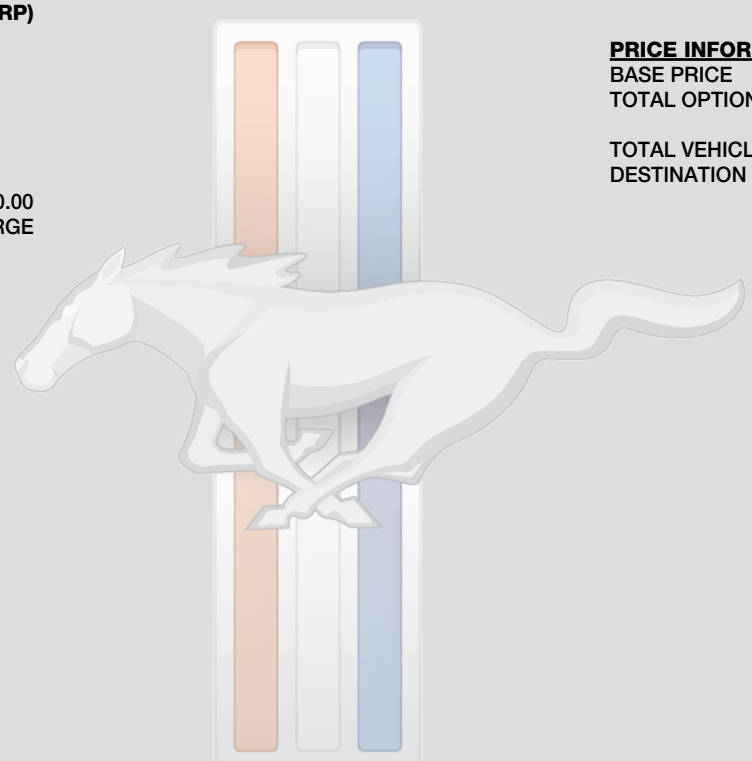 RP)
0.00
RGE
PRICE INFOR
BASE PRICE
TOTAL OPTION
TOTAL VEHICL
DESTINATION